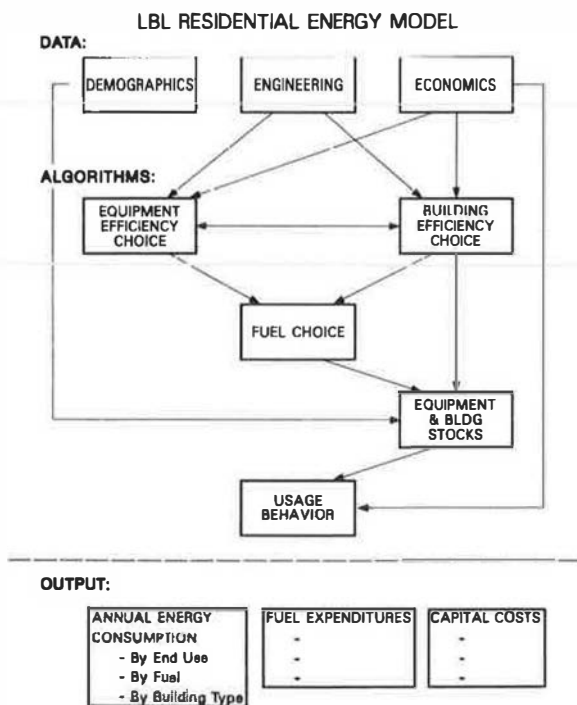 LBL RESIDENTIAL ENERGY MODEL
DATA:
DEMOGRAPHICS
ENGINEERING
ECONOMICS
ALGORITHMS:
EQUIPMENT
EFFICIENCY
CHOICE
BUILDING
EFFICIENCY
CHOICE
FUEL CHOICE
EQUIPMENT
& BLDG
STOCKS
USAGE
BEHAVIOR
OUTPUT:
ANNUAL ENERGY
CONSUMPTION
- By End Use
- By Fuel
- By Building Type
FUEL EXPENDITURES
-
-
-
CAPITAL COSTS
-
-
-